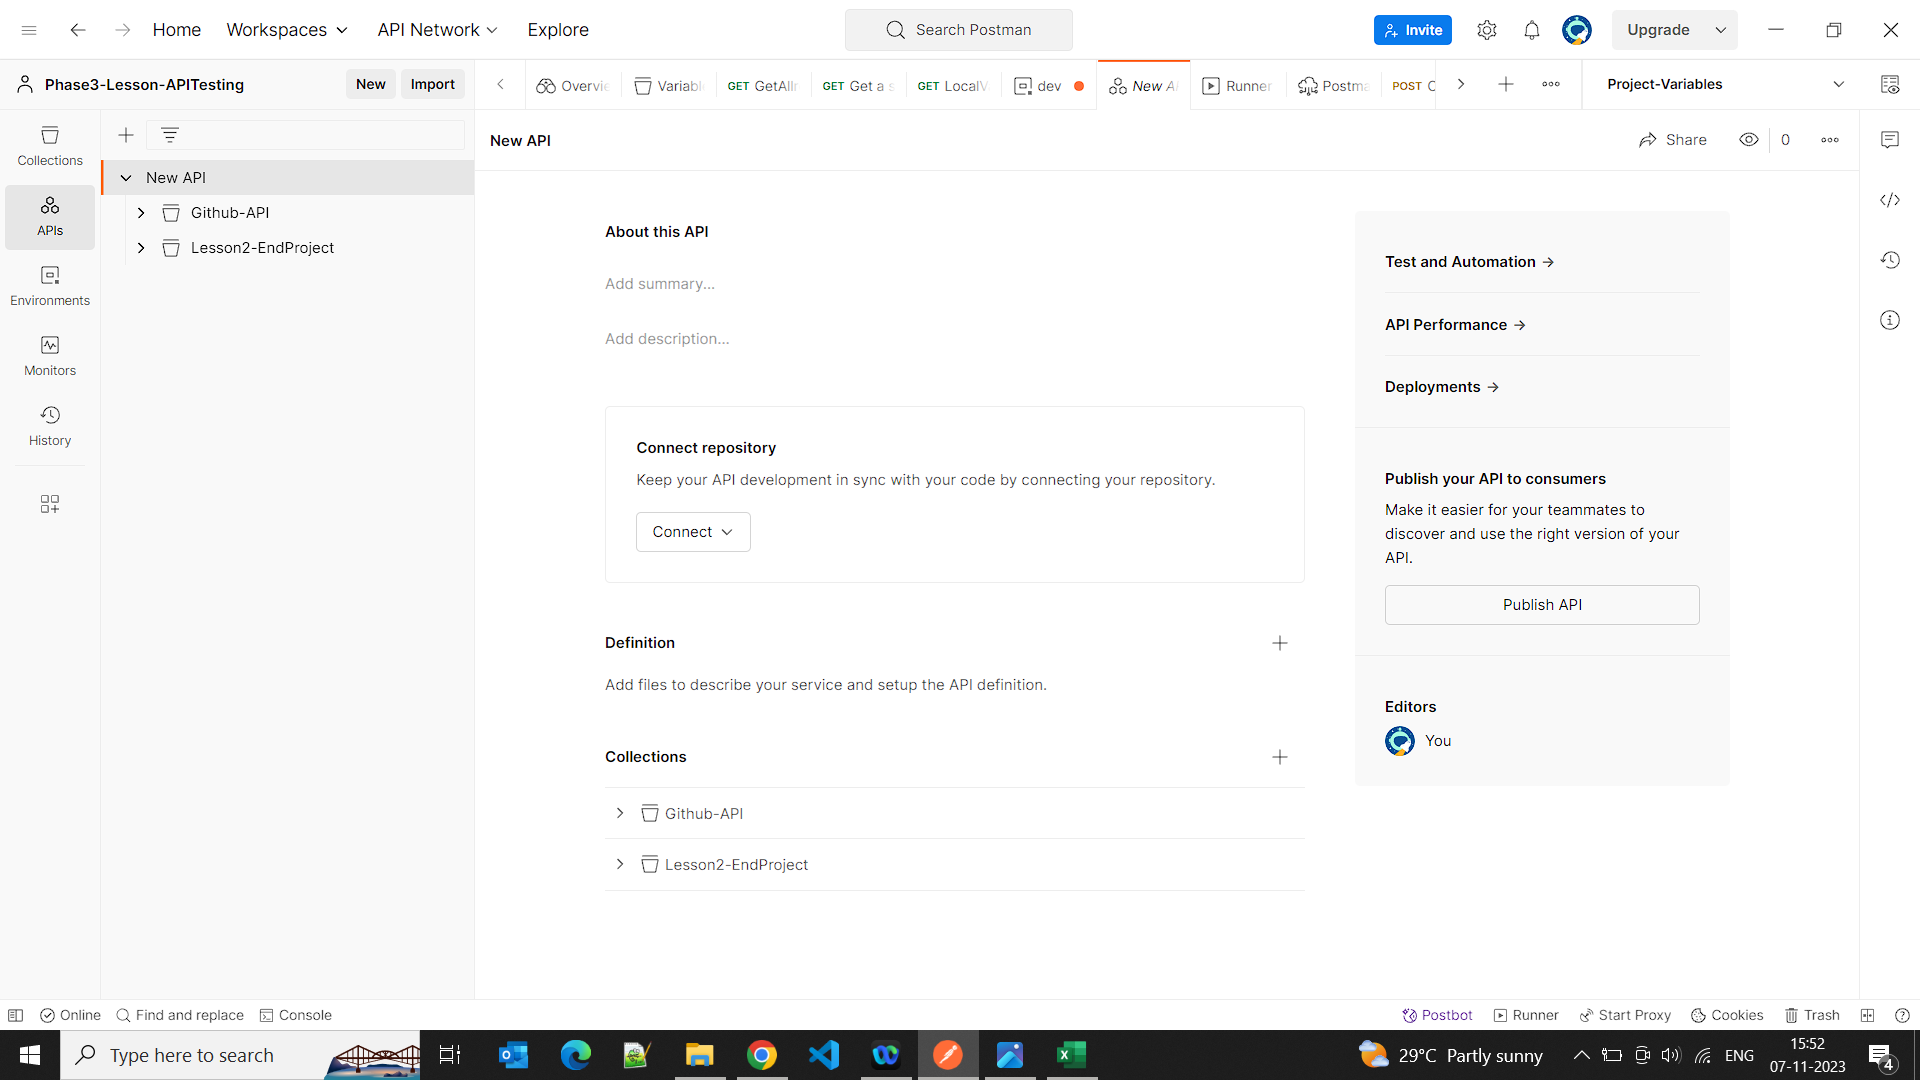 Home Workspaces API Network Explore Search Postman Invite Upgrade
Phase3-Lesson-APITesting New Import Overvie Variabl GET GetAllr GET Get a s GET LocalV dev New AP Runner Postma POST C Project-Variables
Collections
APIs
Environments
Monitors
History
New API
Github-API
Lesson2-EndProject
New API Share 0
About this API
Add summary...
Add description...
Connect repository
Keep your API development in sync with your code by connecting your repository.
Connect
Definition
Add files to describe your service and setup the API definition.
Collections
Github-API
Lesson2-EndProject
Test and Automation →
API Performance →
Deployments →
Publish your API to consumers
Make it easier for your teammates to
discover and use the right version of your
API.
Publish API
Editors
You
Online Find and replace Console Postbot Runner Start Proxy Cookies Trash
Type here to search 29°C Partly sunny ENG 15:52
07-11-2023 4